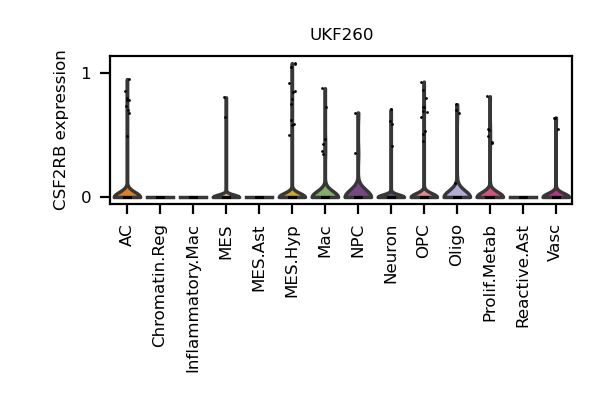 UKF260
CSF2RB expression
1
0
AC
Chromatin.Reg
Inflammatory.Mac
MES
MES.Ast
MES.Hyp
Mac
NPC
Neuron
OPC
Oligo
Prolif.Metab
Reactive.Ast
Vasc